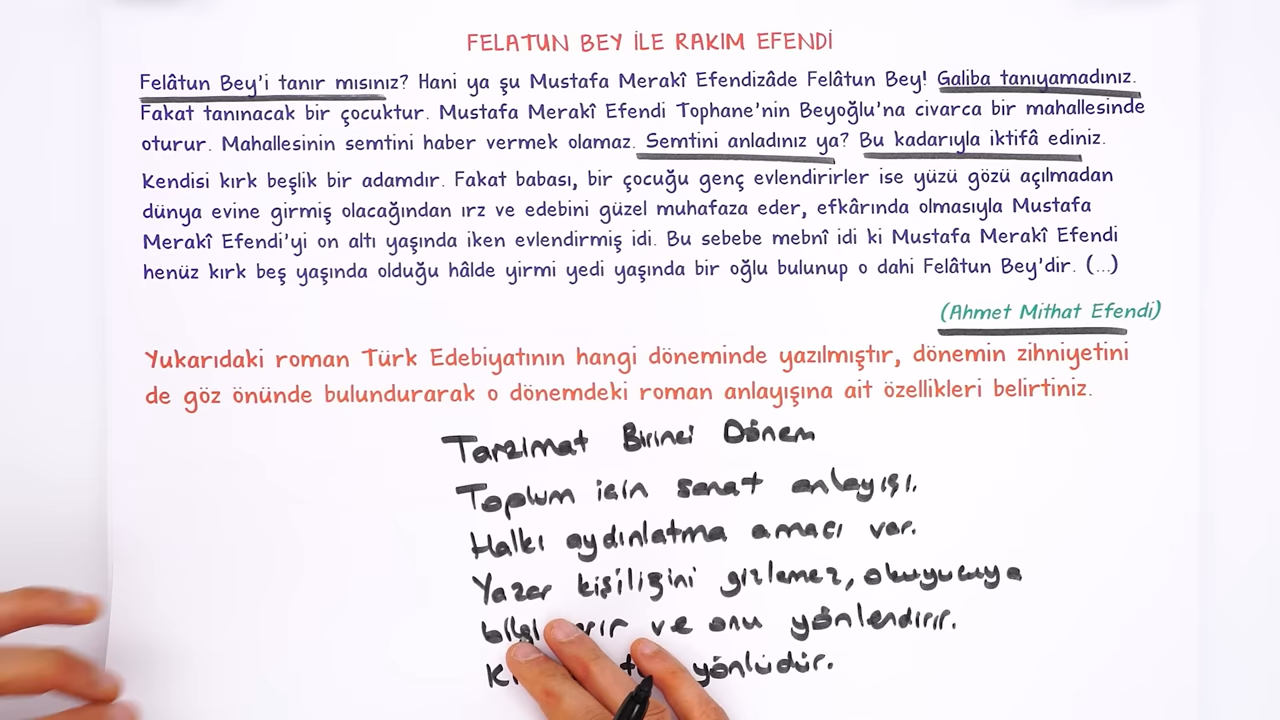 FELATUN BEY İLE RAKIM EFENDİ
Felâtun Bey'i tanır mısınız? Hani ya şu Mustafa Merakî Efendizâde Felâtun Bey! Galiba tanıyamadınız.
Fakat tanınacak bir çocuktur. Mustafa Merakî Efendi Tophane'nin Beyoğlu'na civarca bir mahallesinde
oturur. Mahallesinin semtini haber vermek olamaz. Semtini anladınız ya? Bu kadarıyla iktifâ ediniz.
Kendisi kırk beşlik bir adamdır. Fakat babası, bir çocuğu genç evlendirirler ise yüzü gözü açılmadan
dünya evine girmiş olacağından ırz ve edebini güzel muhafaza eder, efkârında olmasıyla Mustafa
Merakî Efendi'yi on altı yaşında iken evlendirmiş idi. Bu sebebe mebnî idi ki Mustafa Merakî Efendi
henüz kırk beş yaşında olduğu hâlde yirmi yedi yaşında bir oğlu bulunup o dahi Felâtun Bey'dir. (...)
(Ahmet Mithat Efendi)
Yukarıdaki roman Türk Edebiyatının hangi döneminde yazılmıştır, dönemin zihniyetini
de göz önünde bulundurarak o dönemdeki roman anlayışına ait özellikleri belirtiniz.
Tanzimat Birinci Dönem
Toplum için sanat anlayışı.
Halkı aydınlatma amacı var.
Yazar kişiliğini gizlemez, okuyucuya
ve onu yönlendirir.
yönlüdür.